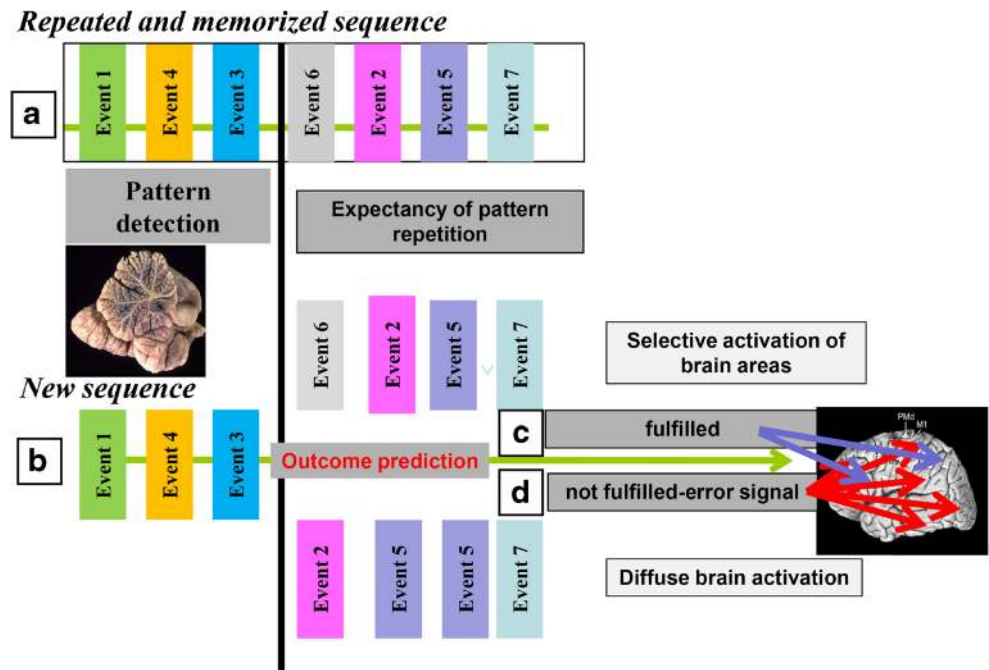 Repeated and memorized sequence
a
Event 1
Event 4
Event 3
Event 6
Event 2
Event 5
Event 7
Pattern
detection
Expectancy of pattern
repetition
Event 6
Event 2
Event 5
Event 7
Selective activation of
brain areas
New sequence
b
Event 1
Event 4
Event 3
Outcome prediction
c
fulfilled
d
not fulfilled-error signal
PMd
M1
Event 2
Event 5
Event 5
Event 7
Diffuse brain activation